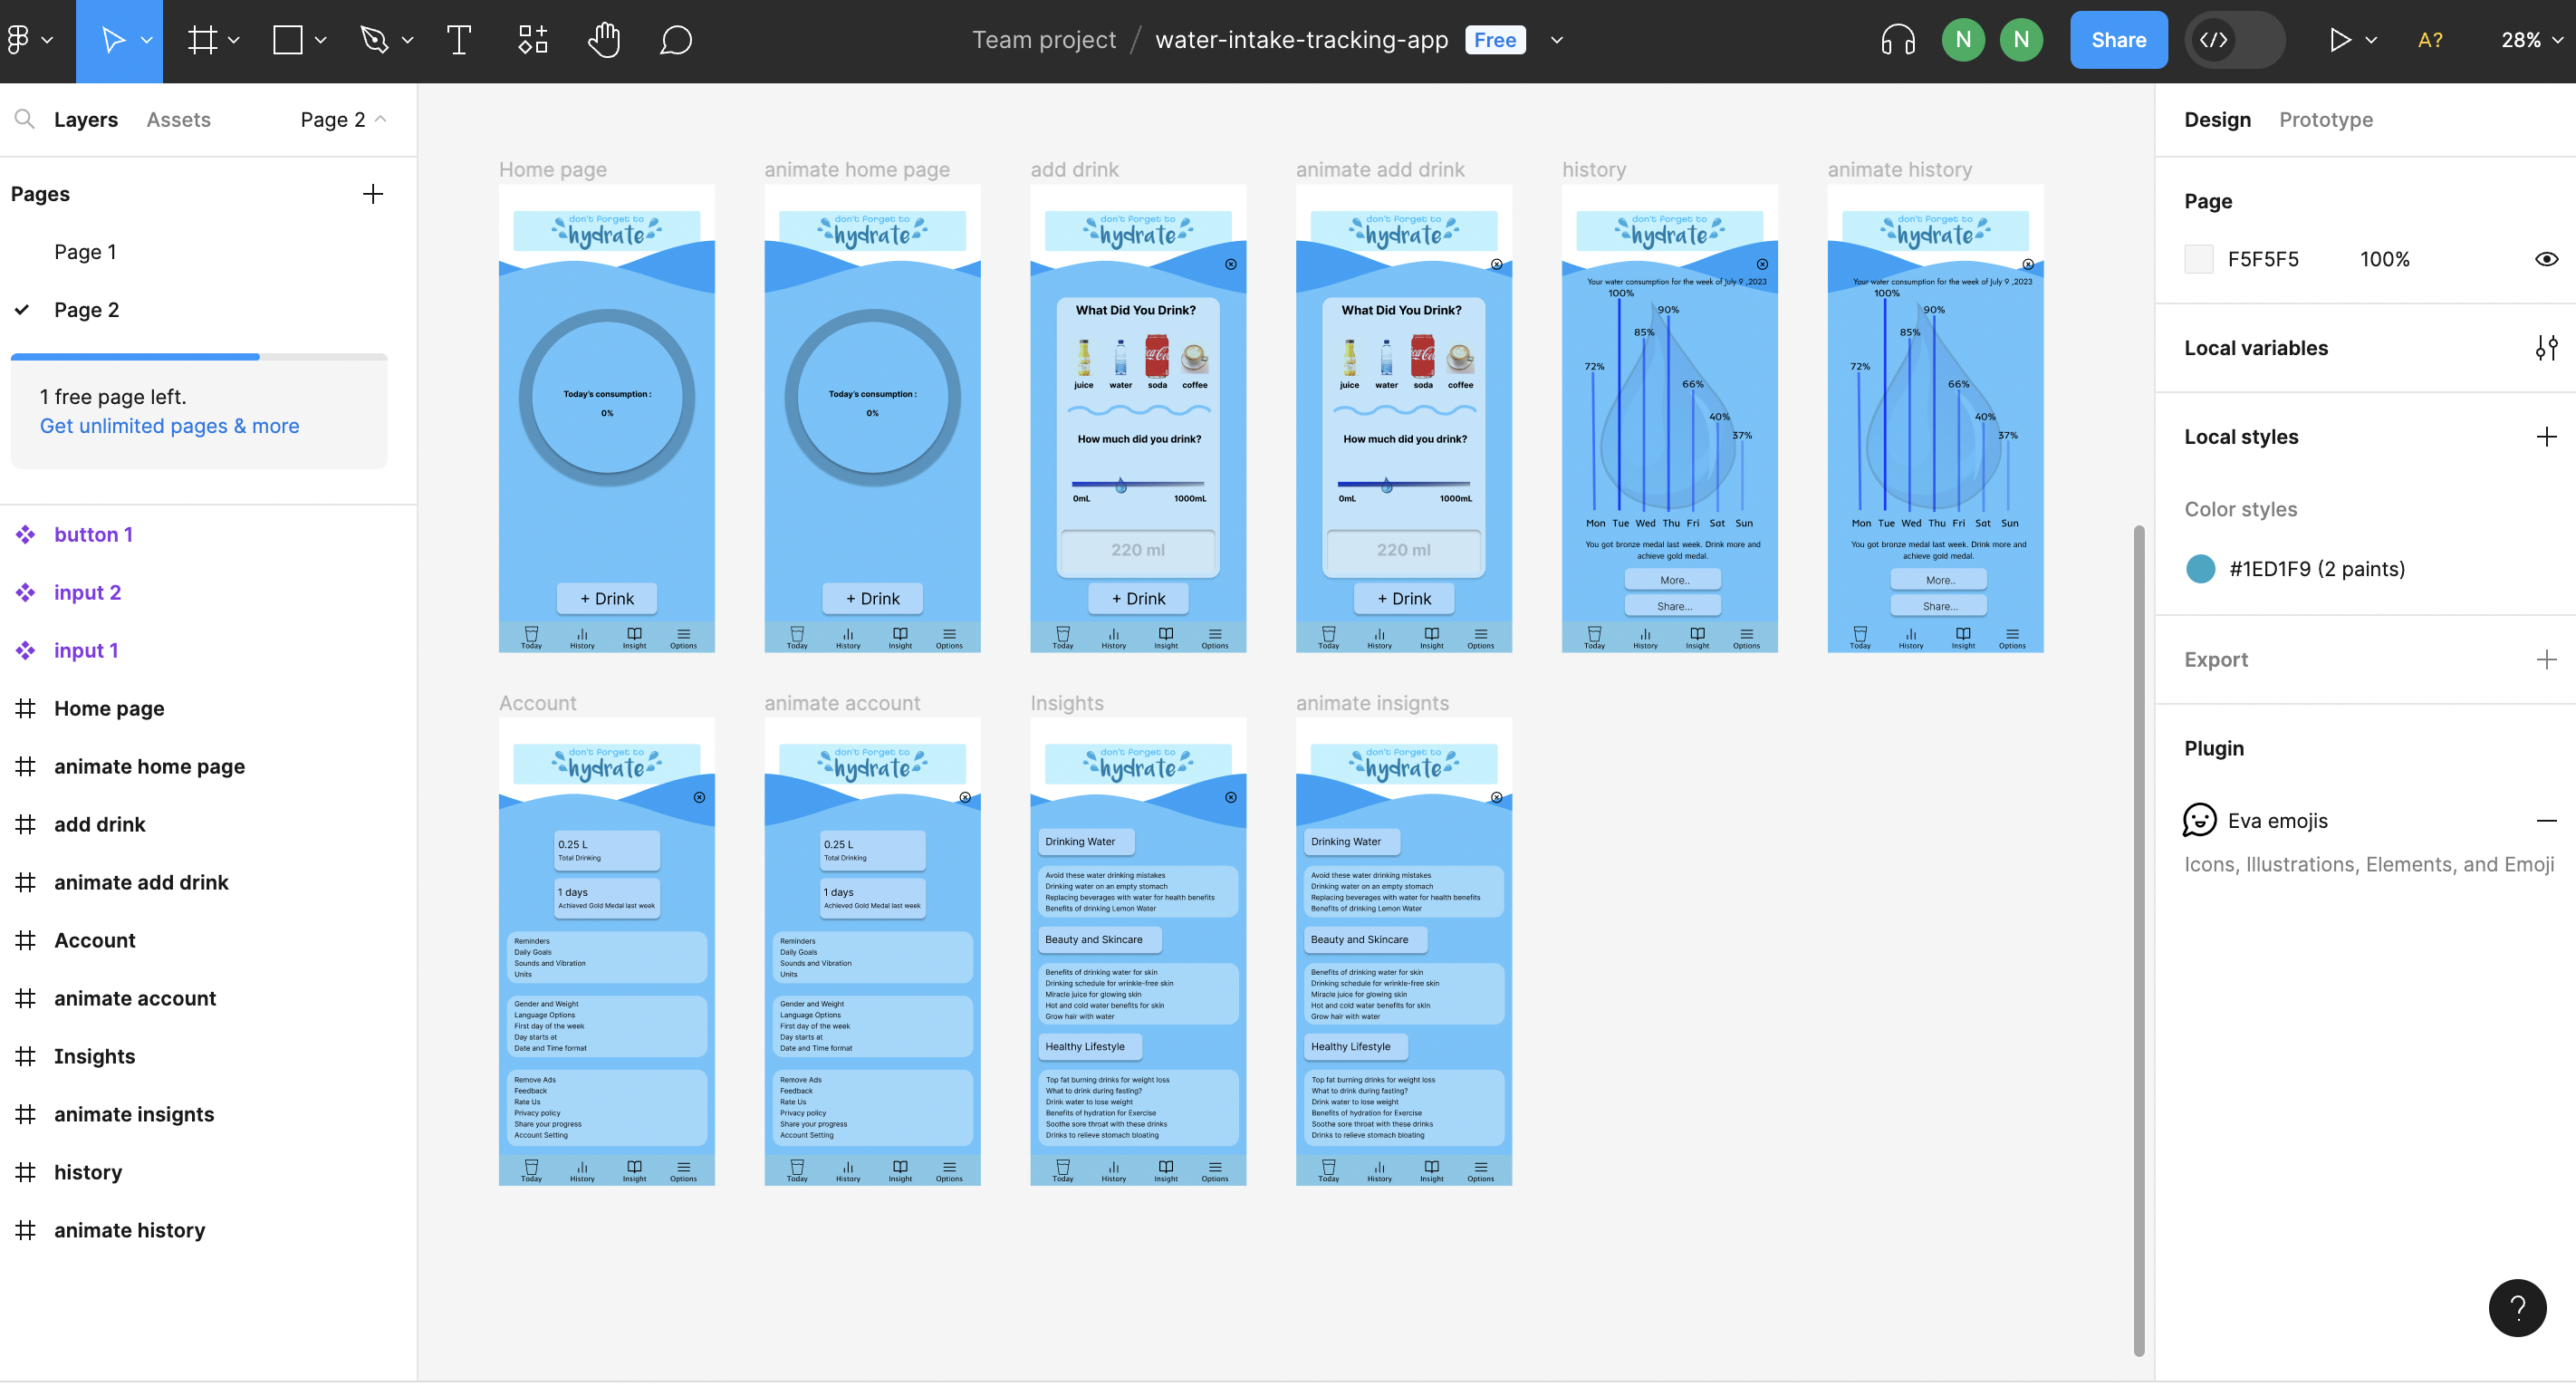 Team project / water-intake-tracking-app Free
N N Share A? 28%
Layers Assets Page 2
Pages
Page 1
Page 2
1 free page left.
Get unlimited pages & more
button 1
input 2
input 1
Home page
animate home page
add drink
animate add drink
Account
animate account
Insights
animate insignts
history
animate history
Home page
don't Forget to
hydrate
Today's consumption :
0%
+ Drink
Today History Insight Options
animate home page
don't Forget to
hydrate
Today's consumption :
0%
+ Drink
Today History Insight Options
add drink
don't Forget to
hydrate
What Did You Drink?
juice water soda coffee
How much did you drink?
0mL 1000mL
220 ml
+ Drink
Today History Insight Options
animate add drink
don't Forget to
hydrate
What Did You Drink?
juice water soda coffee
How much did you drink?
0mL 1000mL
220 ml
+ Drink
Today History Insight Options
history
don't Forget to
hydrate
Your water consumption for the week of July 9 ,2023
100%
90%
85%
72%
66%
40%
37%
Mon Tue Wed Thu Fri Sat Sun
You got bronze medal last week. Drink more and
achieve gold medal.
More..
Share...
Today History Insight Options
animate history
don't Forget to
hydrate
Your water consumption for the week of July 9 ,2023
100%
90%
85%
72%
66%
40%
37%
Mon Tue Wed Thu Fri Sat Sun
You got bronze medal last week. Drink more and
achieve gold medal.
More..
Share...
Today History Insight Options
Account
don't Forget to
hydrate
0.25 L
Total Drinking
1 days
Achieved Gold Medal last week
Reminders
Daily Goals
Sounds and Vibration
Units
Gender and Weight
Language Options
First day of the week
Day starts at
Date and Time format
Remove Ads
Feedback
Rate Us
Privacy policy
Share your progress
Account Setting
Today History Insight Options
animate account
don't Forget to
hydrate
0.25 L
Total Drinking
1 days
Achieved Gold Medal last week
Reminders
Daily Goals
Sounds and Vibration
Units
Gender and Weight
Language Options
First day of the week
Day starts at
Date and Time format
Remove Ads
Feedback
Rate Us
Privacy policy
Share your progress
Account Setting
Today History Insight Options
Insights
don't Forget to
hydrate
Drinking Water
Avoid these water drinking mistakes
Drinking water on an empty stomach
Replacing beverages with water for health benefits
Benefits of drinking Lemon Water
Beauty and Skincare
Benefits of drinking water for skin
Drinking schedule for wrinkle-free skin
Miracle juice for glowing skin
Hot and cold water benefits for skin
Grow hair with water
Healthy Lifestyle
Top fat burning drinks for weight loss
What to drink during fasting?
Drink water to lose weight
Benefits of hydration for Exercise
Soothe sore throat with these drinks
Drinks to relieve stomach bloating
Today History Insight Options
animate insignts
don't Forget to
hydrate
Drinking Water
Avoid these water drinking mistakes
Drinking water on an empty stomach
Replacing beverages with water for health benefits
Benefits of drinking Lemon Water
Beauty and Skincare
Benefits of drinking water for skin
Drinking schedule for wrinkle-free skin
Miracle juice for glowing skin
Hot and cold water benefits for skin
Grow hair with water
Healthy Lifestyle
Top fat burning drinks for weight loss
What to drink during fasting?
Drink water to lose weight
Benefits of hydration for Exercise
Soothe sore throat with these drinks
Drinks to relieve stomach bloating
Today History Insight Options
Design Prototype
Page
F5F5F5 100%
Local variables
Local styles
Color styles
#1ED1F9 (2 paints)
Export
Plugin
Eva emojis
Icons, Illustrations, Elements, and Emoji
?